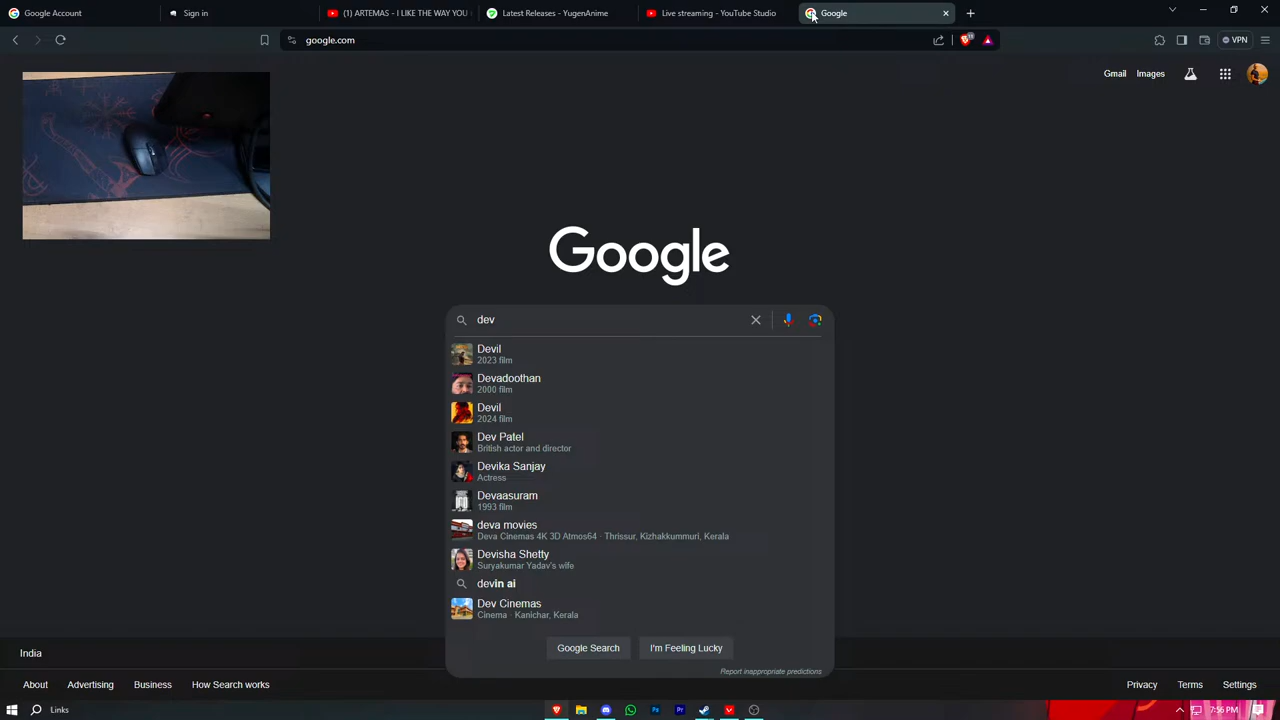 Google Account
Sign in
(1) ARTEMAS - I LIKE THE WAY YOU
Latest Releases - YugenAnime
Live streaming - YouTube Studio
Google
google.com
VPN
Gmail
Images
Google
dev
Devil
2023 film
Devadoothan
2000 film
Devil
2024 film
Dev Patel
British actor and director
Devika Sanjay
Actress
Devaasuram
1993 film
deva movies
Deva Cinemas 4K 3D Atmos64 · Thrissur, Kizhakkummuri, Kerala
Devisha Shetty
Suryakumar Yadav's wife
devin ai
Dev Cinemas
Cinema · Kanichar, Kerala
Google Search
I'm Feeling Lucky
Report inappropriate predictions
India
About
Advertising
Business
How Search works
Privacy
Terms
Settings
Links
7:56 PM